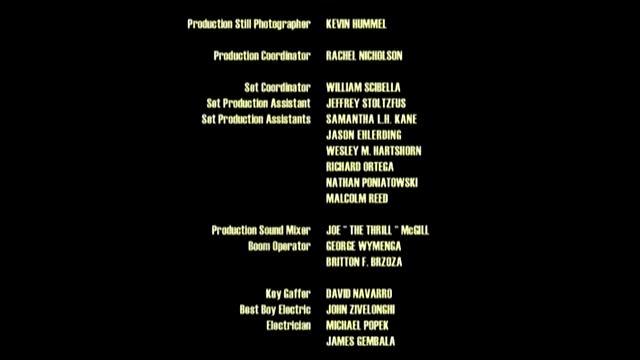 Production Still Photographer KEVIN HUMMEL
Production Coordinator RACHEL NICHOLSON
Set Coordinator WILLIAM SCIBELLA
Set Production Assistant JEFFREY STOLTZFUS
Set Production Assistants SAMANTHA L.H. KANE
JASON EHLERDING
WESLEY M. HARTSHORN
RICHARD ORTEGA
NATHAN PONIATOWSKI
MALCOLM REED
Production Sound Mixer JOE " THE THRILL " McGILL
Boom Operator GEORGE WYMENGA
BRITTON F. BRZOZA
Key Gaffer DAVID NAVARRO
Best Boy Electric JOHN ZIVELONGHI
Electrician MICHAEL POPEK
JAMES GEMBALA